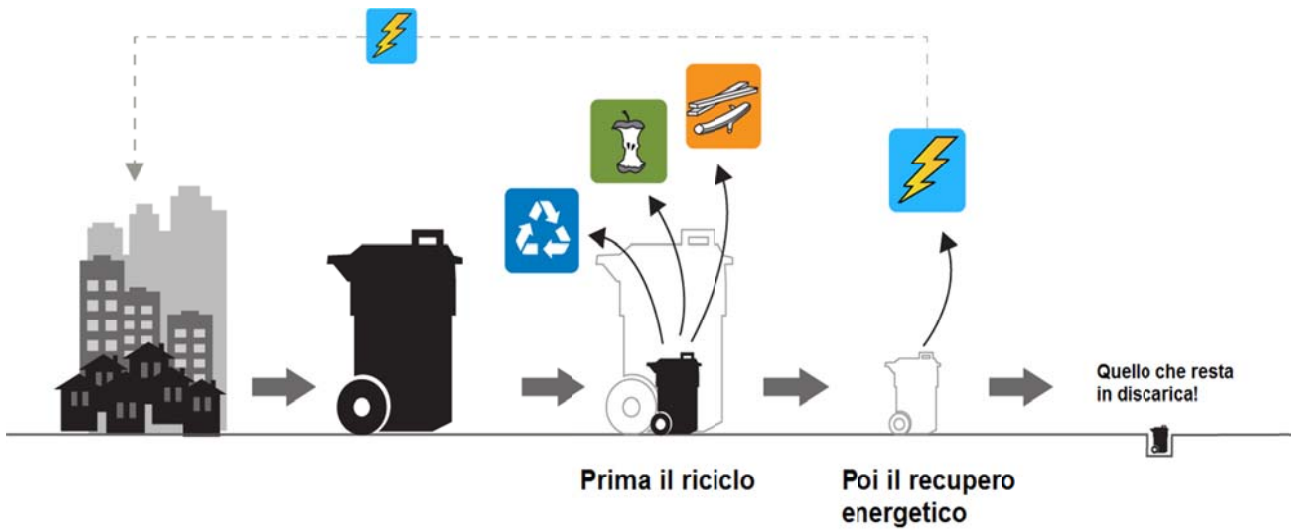 Quello che resta
in discarica!
Prima il riciclo
Poi il recupero
energetico